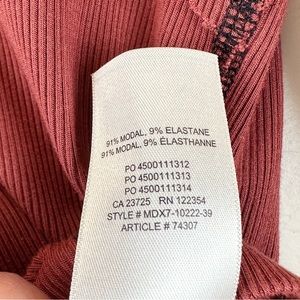 91% MODAL, 9% ELASTANE
91% MODAL, 9% ÉLASTHANNE
PO 4500111312
PO 4500111313
PO 4500111314
CA 23725 RN 122354
STYLE # MDX7-10222-39
ARTICLE # 74307